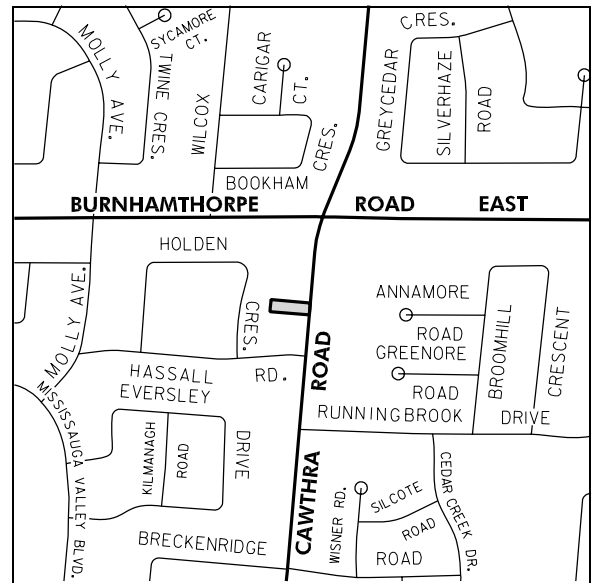 MOLLY AVE.
SYCAMORE
CT.
TWINE CRES.
WILCOX
CARIGAR
CT.
CRES.
BOOKHAM
CRES.
GREYCEDAR
SILVERHAZE
ROAD
BURNHAMTHORPE ROAD EAST
HOLDEN
CRES.
MOLLY AVE.
ANNAMORE
ROAD
GREENORE
ROAD
BROOMHILL
CRESCENT
HASSALL
RD.
EVERSLEY
DRIVE
RUNNINGBROOK DRIVE
MISSISSAUGA VALLEY BLVD.
KILMANAGH
ROAD
CAWTHRA ROAD
WISNER RD.
SILCOTE
ROAD
CEDAR CREEK DR.
BRECKENRIDGE
ROAD